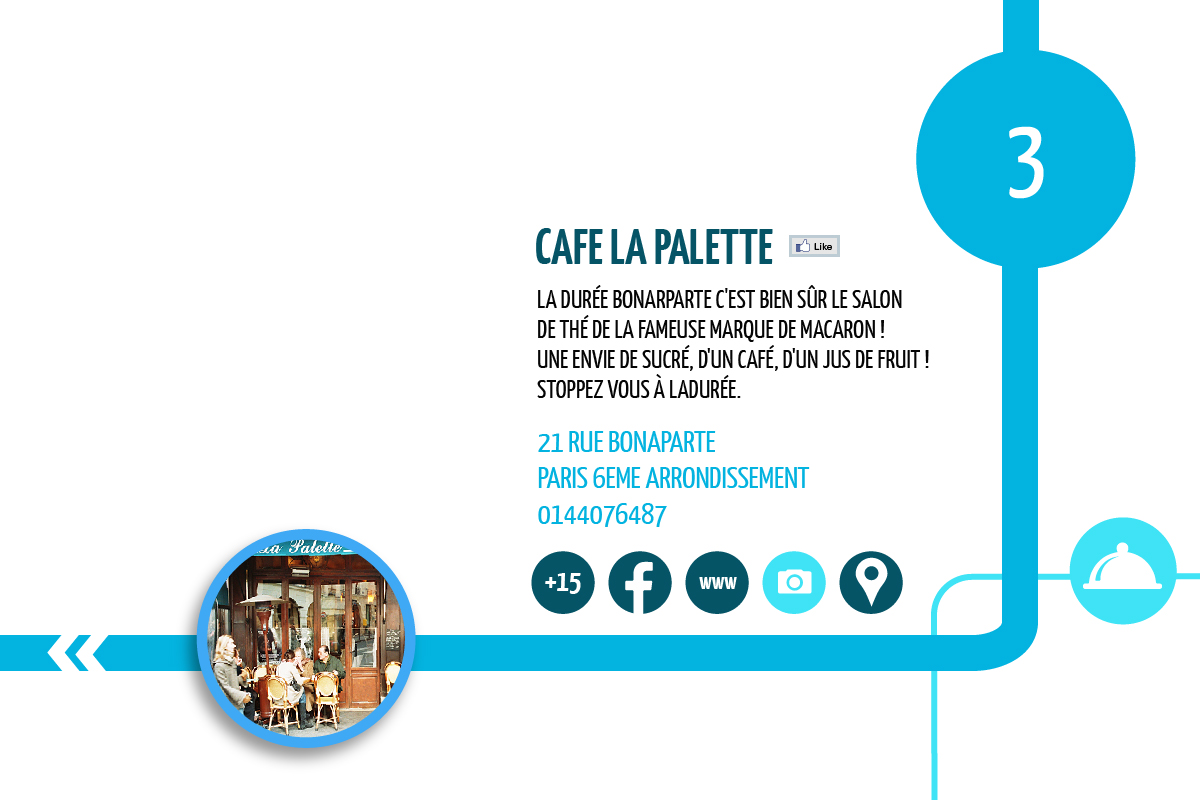 3
CAFE LA PALETTE
Like
LA DURÉE BONARPARTE C'EST BIEN SÛR LE SALON
DE THÉ DE LA FAMEUSE MARQUE DE MACARON !
UNE ENVIE DE SUCRÉ, D'UN CAFÉ, D'UN JUS DE FRUIT !
STOPPEZ VOUS À LADURÉE.
21 RUE BONAPARTE
PARIS 6EME ARRONDISSEMENT
0144076487
La Palette
+15
www